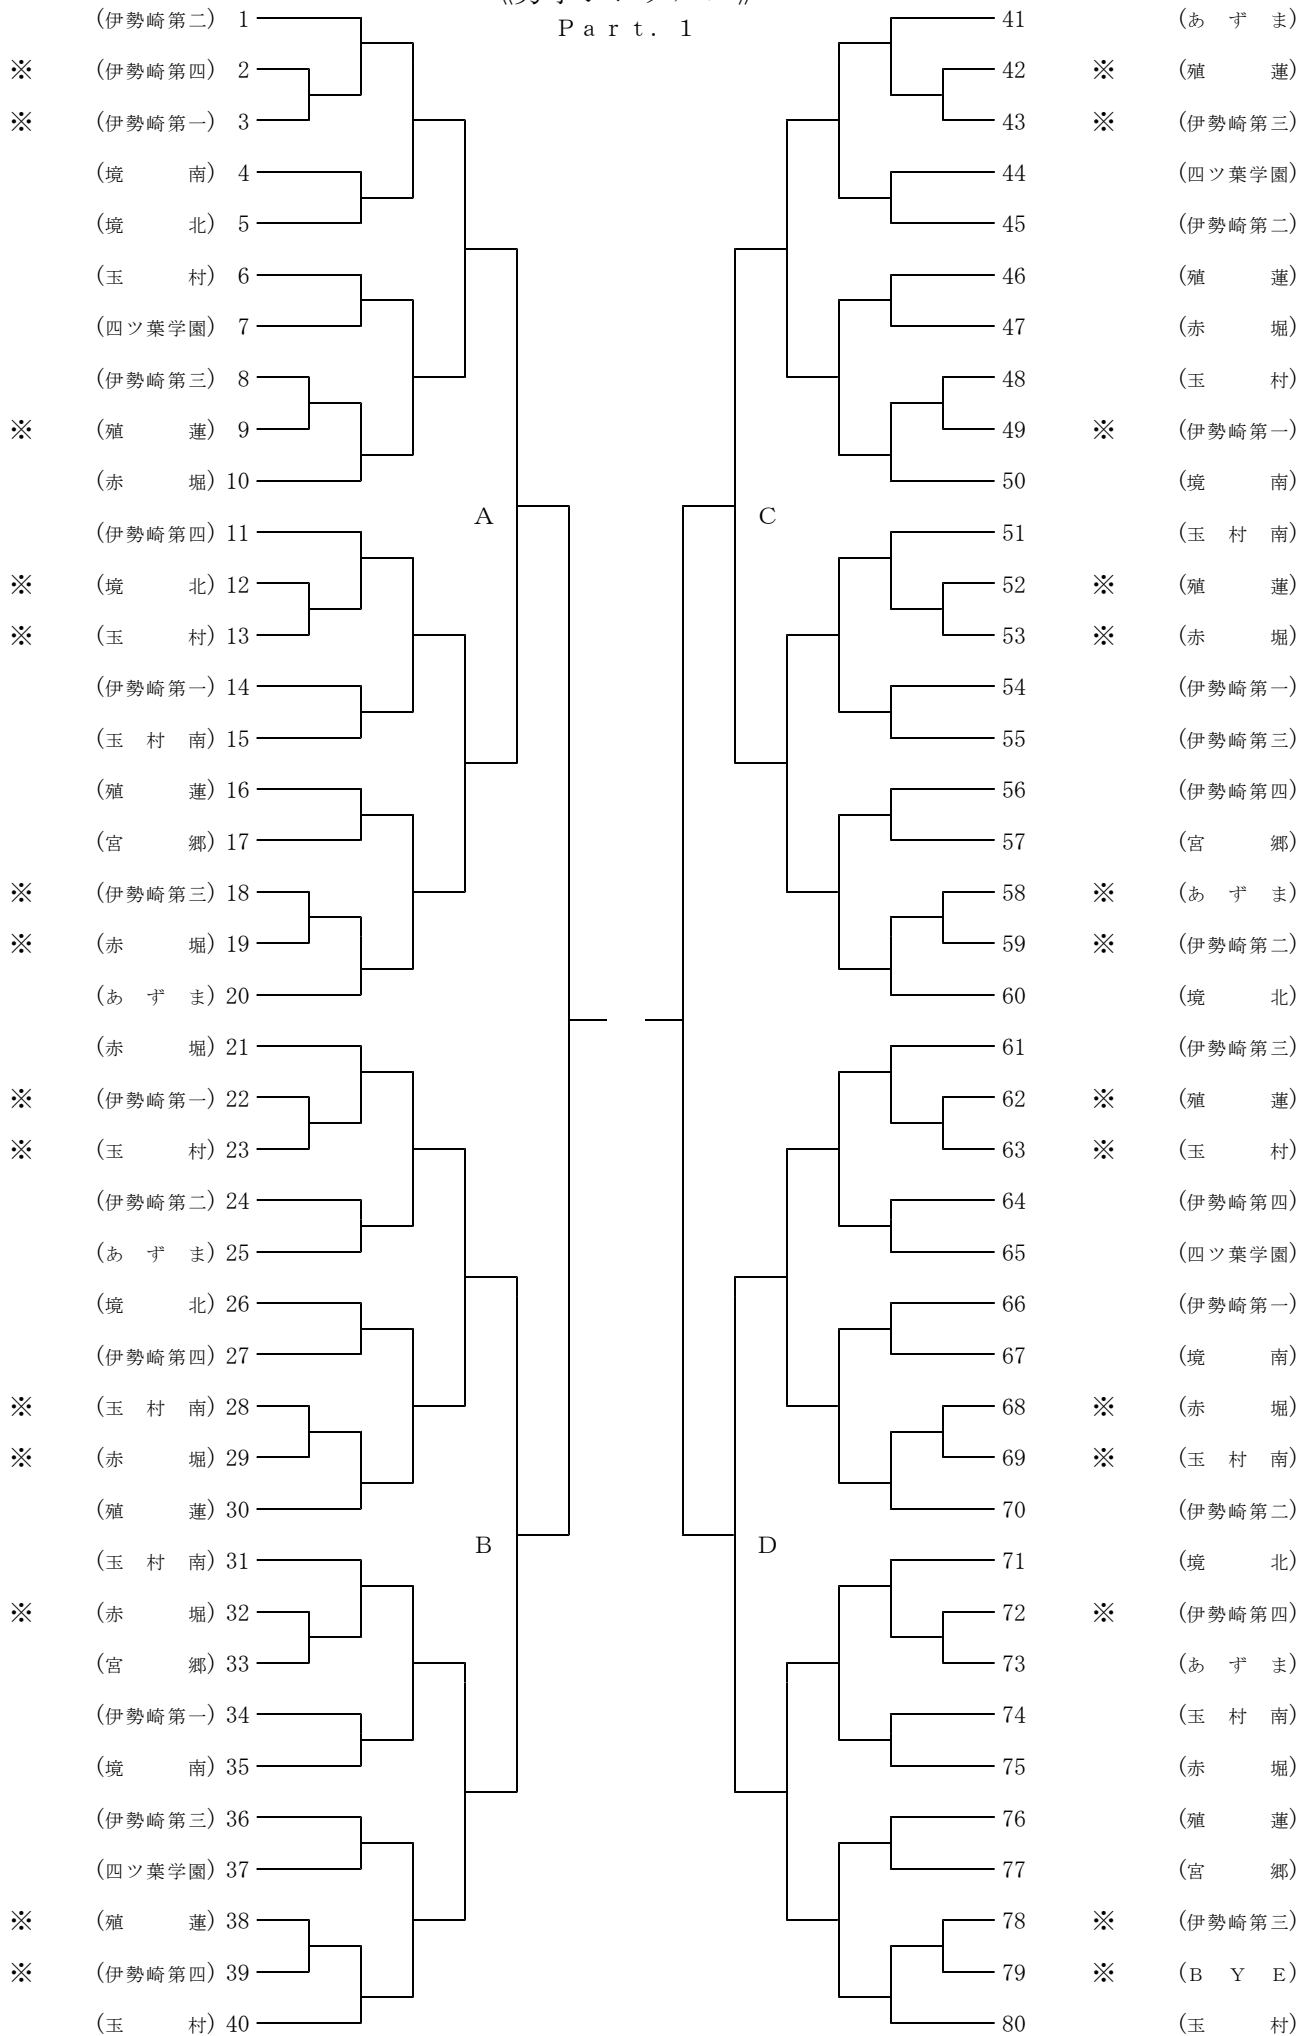 Part. 1
(伊勢崎第二) 1
※ (伊勢崎第四) 2
※ (伊勢崎第一) 3
(境 南) 4
(境 北) 5
(玉 村) 6
(四ツ葉学園) 7
(伊勢崎第三) 8
※ (殖 蓮) 9
(赤 堀) 10
A
(伊勢崎第四) 11
※ (境 北) 12
※ (玉 村) 13
(伊勢崎第一) 14
(玉 村 南) 15
(殖 蓮) 16
(宮 郷) 17
※ (伊勢崎第三) 18
※ (赤 堀) 19
(あ ず ま) 20
(赤 堀) 21
※ (伊勢崎第一) 22
※ (玉 村) 23
(伊勢崎第二) 24
(あ ず ま) 25
(境 北) 26
(伊勢崎第四) 27
※ (玉 村 南) 28
※ (赤 堀) 29
(殖 蓮) 30
B
(玉 村 南) 31
※ (赤 堀) 32
(宮 郷) 33
(伊勢崎第一) 34
(境 南) 35
(伊勢崎第三) 36
(四ツ葉学園) 37
※ (殖 蓮) 38
※ (伊勢崎第四) 39
(玉 村) 40
41 (あ ず ま)
42 ※ (殖 蓮)
43 ※ (伊勢崎第三)
44 (四ツ葉学園)
45 (伊勢崎第二)
46 (殖 蓮)
47 (赤 堀)
48 (玉 村)
49 ※ (伊勢崎第一)
50 (境 南)
C
51 (玉 村 南)
52 ※ (殖 蓮)
53 ※ (赤 堀)
54 (伊勢崎第一)
55 (伊勢崎第三)
56 (伊勢崎第四)
57 (宮 郷)
58 ※ (あ ず ま)
59 ※ (伊勢崎第二)
60 (境 北)
61 (伊勢崎第三)
62 ※ (殖 蓮)
63 ※ (玉 村)
64 (伊勢崎第四)
65 (四ツ葉学園)
66 (伊勢崎第一)
67 (境 南)
68 ※ (赤 堀)
69 ※ (玉 村 南)
70 (伊勢崎第二)
D
71 (境 北)
72 ※ (伊勢崎第四)
73 (あ ず ま)
74 (玉 村 南)
75 (赤 堀)
76 (殖 蓮)
77 (宮 郷)
78 ※ (伊勢崎第三)
79 ※ (B Y E)
80 (玉 村)